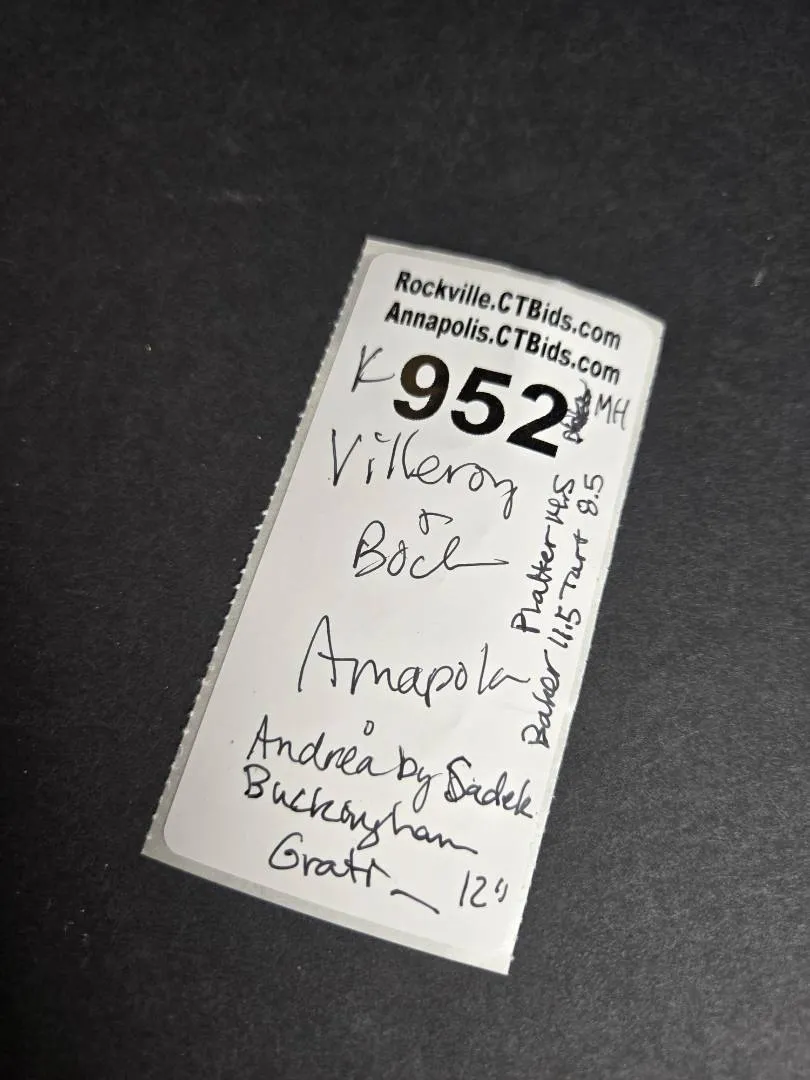 Rockville.CTBids.com
Annapolis.CTBids.com
K 952 MH
Villeroy
&
Boch
Amapola
Andrea by Sadek
Buckingham
Grati 12"
Platter 14.5
Baker 11.5 Tart 8.5